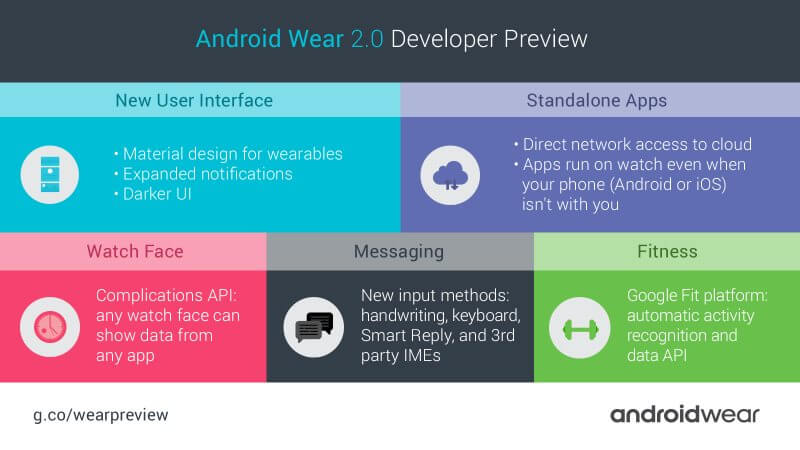 Android Wear 2.0 Developer Preview
New User Interface
• Material design for wearables
• Expanded notifications
• Darker UI
Standalone Apps
• Direct network access to cloud
• Apps run on watch even when
your phone (Android or iOS)
isn't with you
Watch Face
Complications API:
any watch face can
show data from
any app
Messaging
New input methods:
handwriting, keyboard,
Smart Reply, and 3rd
party IMEs
Fitness
Google Fit platform:
automatic activity
recognition and
data API
g.co/wearpreview
androidwear